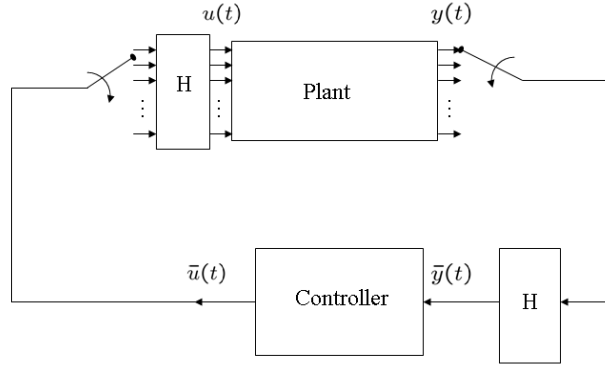 u(t)
y(t)
H
Plant
ū(t)
ȳ(t)
Controller
H